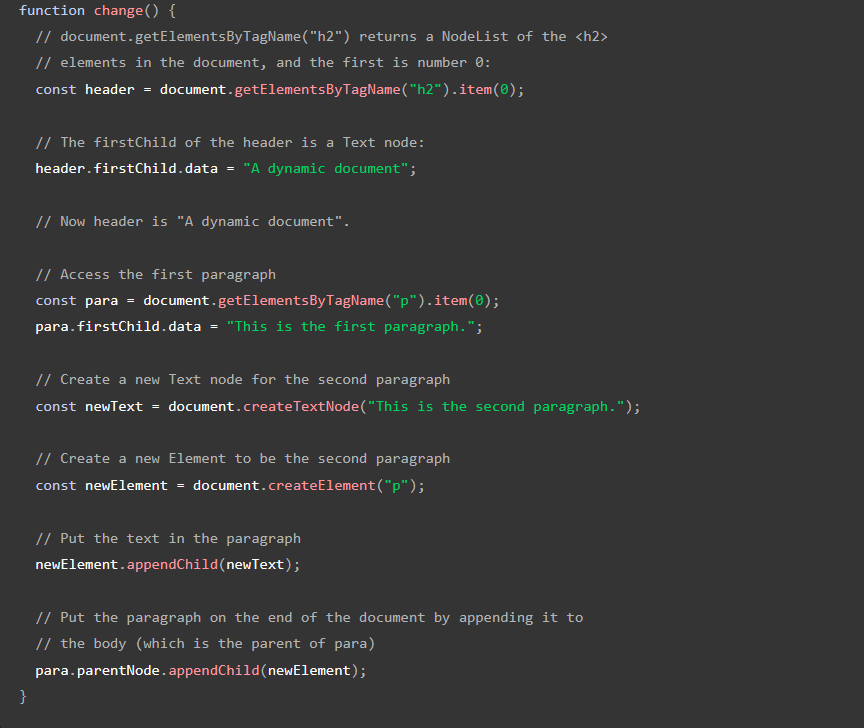 function change() {
  // document.getElementsByTagName("h2") returns a NodeList of the <h2>
  // elements in the document, and the first is number 0:
  const header = document.getElementsByTagName("h2").item(0);

  // The firstChild of the header is a Text node:
  header.firstChild.data = "A dynamic document";

  // Now header is "A dynamic document".

  // Access the first paragraph
  const para = document.getElementsByTagName("p").item(0);
  para.firstChild.data = "This is the first paragraph.";

  // Create a new Text node for the second paragraph
  const newText = document.createTextNode("This is the second paragraph.");

  // Create a new Element to be the second paragraph
  const newElement = document.createElement("p");

  // Put the text in the paragraph
  newElement.appendChild(newText);

  // Put the paragraph on the end of the document by appending it to
  // the body (which is the parent of para)
  para.parentNode.appendChild(newElement);
}